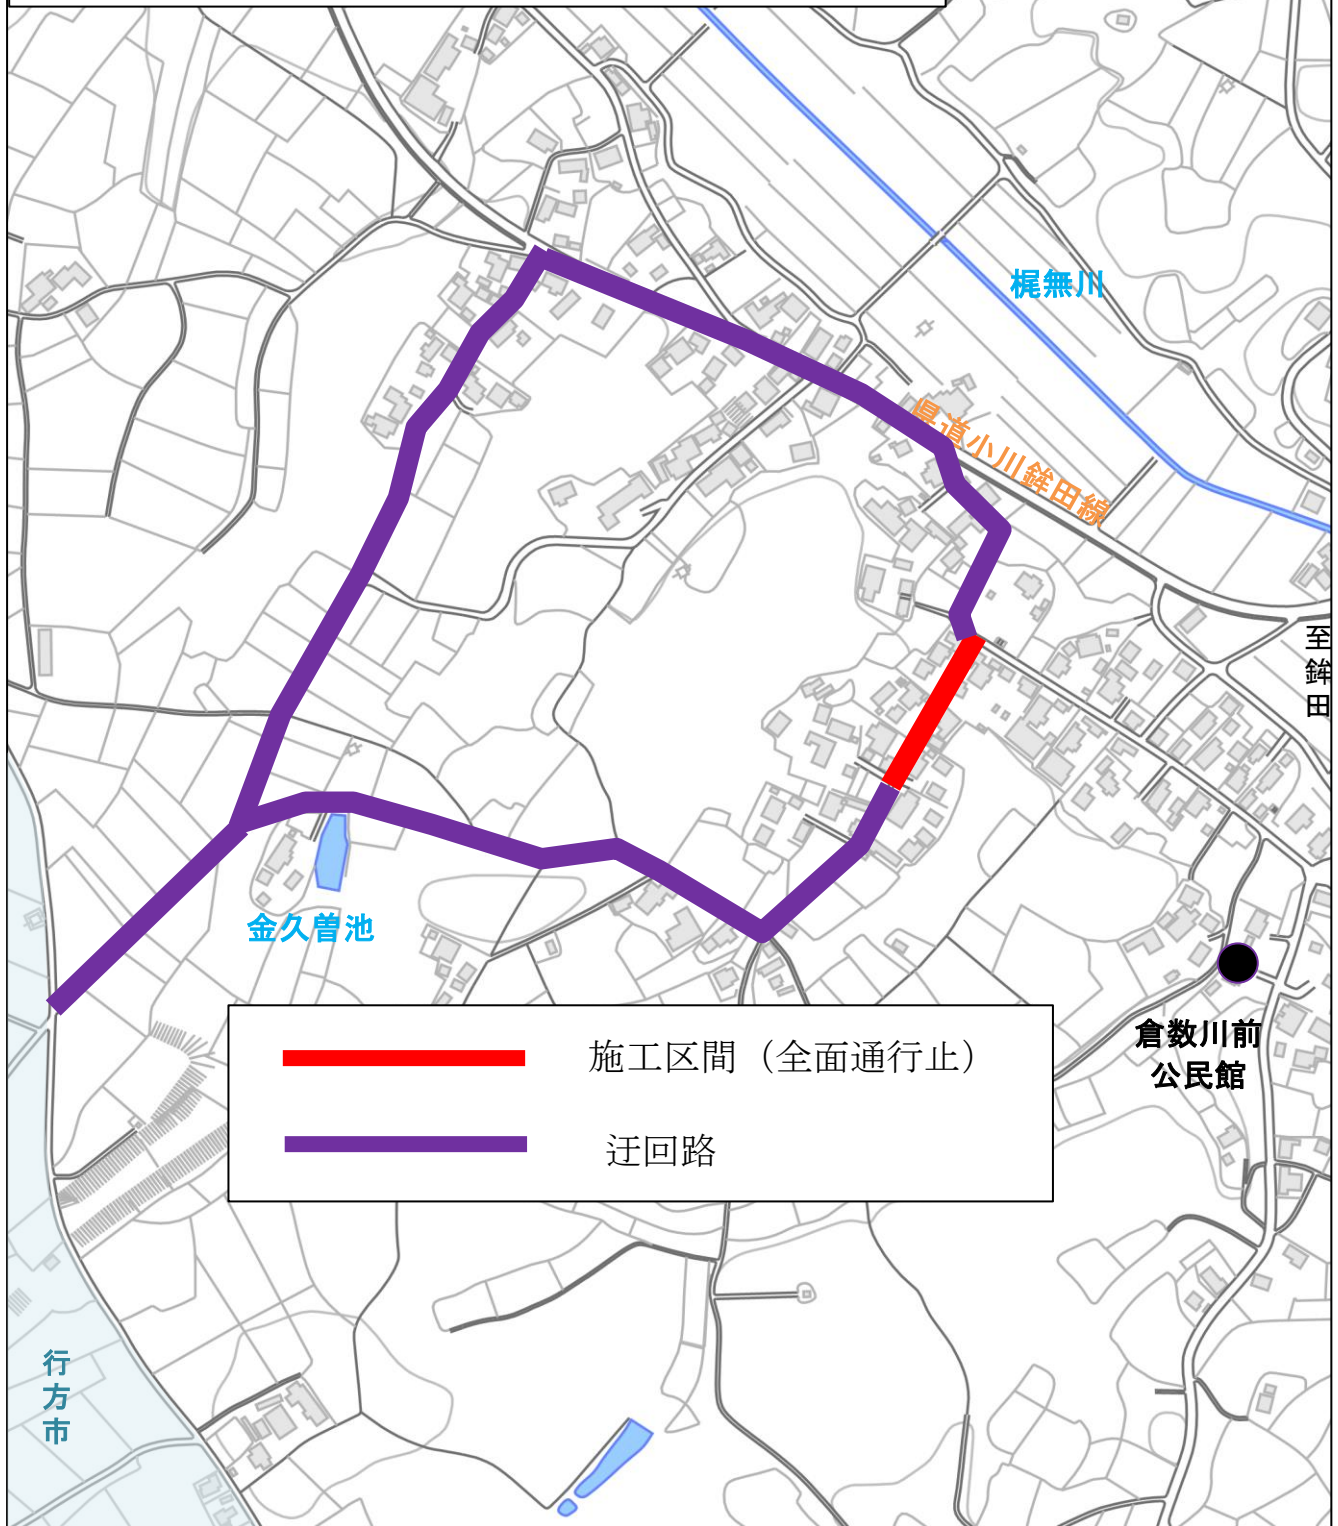 梶無川
県道小川鉾田線
至鉾田
金久曽池
倉数川前
公民館
施工区間（全面通行止）
迂回路
行方市